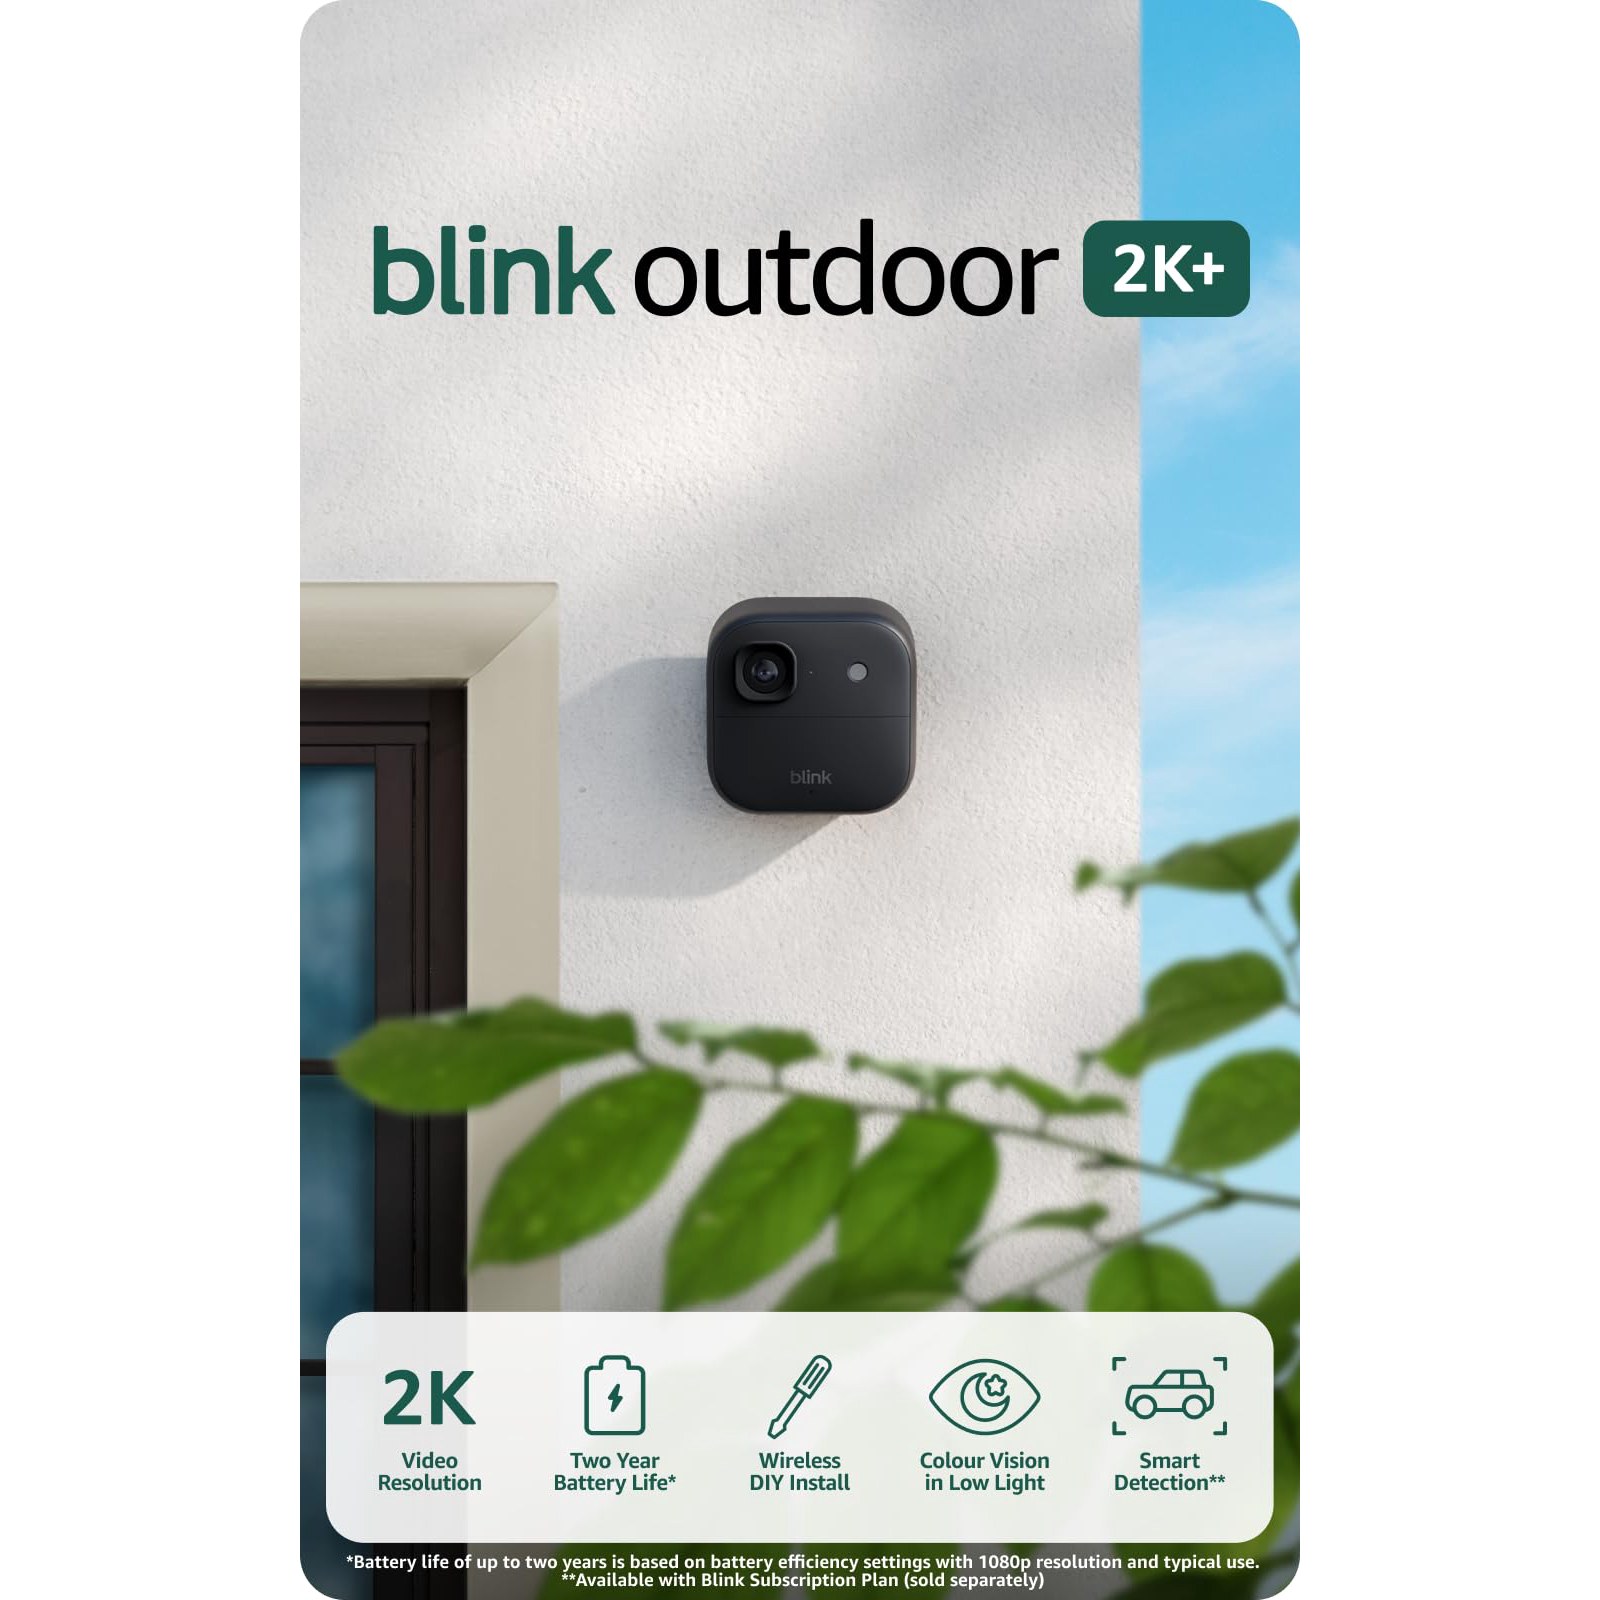 blink outdoor 2K+
blink
2K
Video
Resolution
Two Year
Battery Life*
Wireless
DIY Install
Colour Vision
in Low Light
Smart
Detection**
*Battery life of up to two years is based on battery efficiency settings with 1080p resolution and typical use.
**Available with Blink Subscription Plan (sold separately)